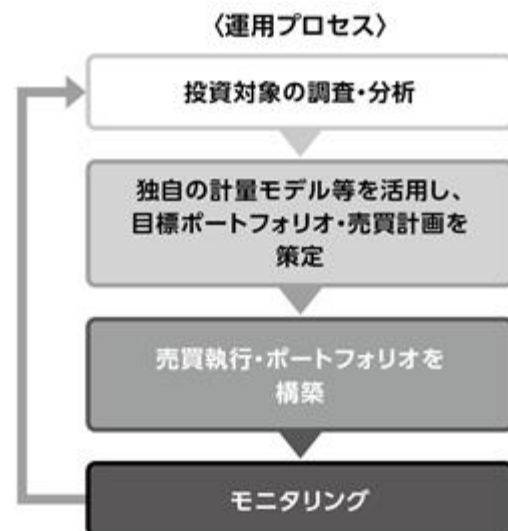 〈運用プロセス〉
投資対象の調査・分析
独自の計量モデル等を活用し、
目標ポートフォリオ・売買計画を
策定
売買執行・ポートフォリオを
構築
モニタリング